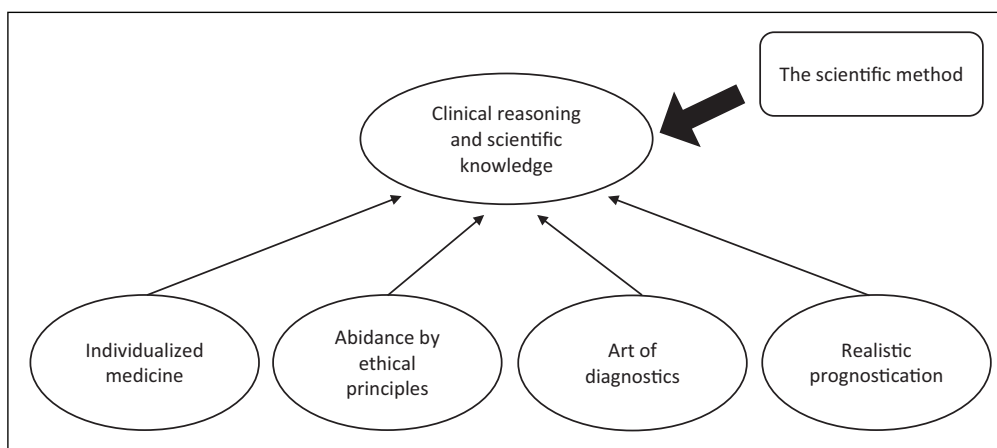 The scientific method
Clinical reasoning
and scientific
knowledge
Individualized
medicine
Abidance by
ethical
principles
Art of
diagnostics
Realistic
prognostication